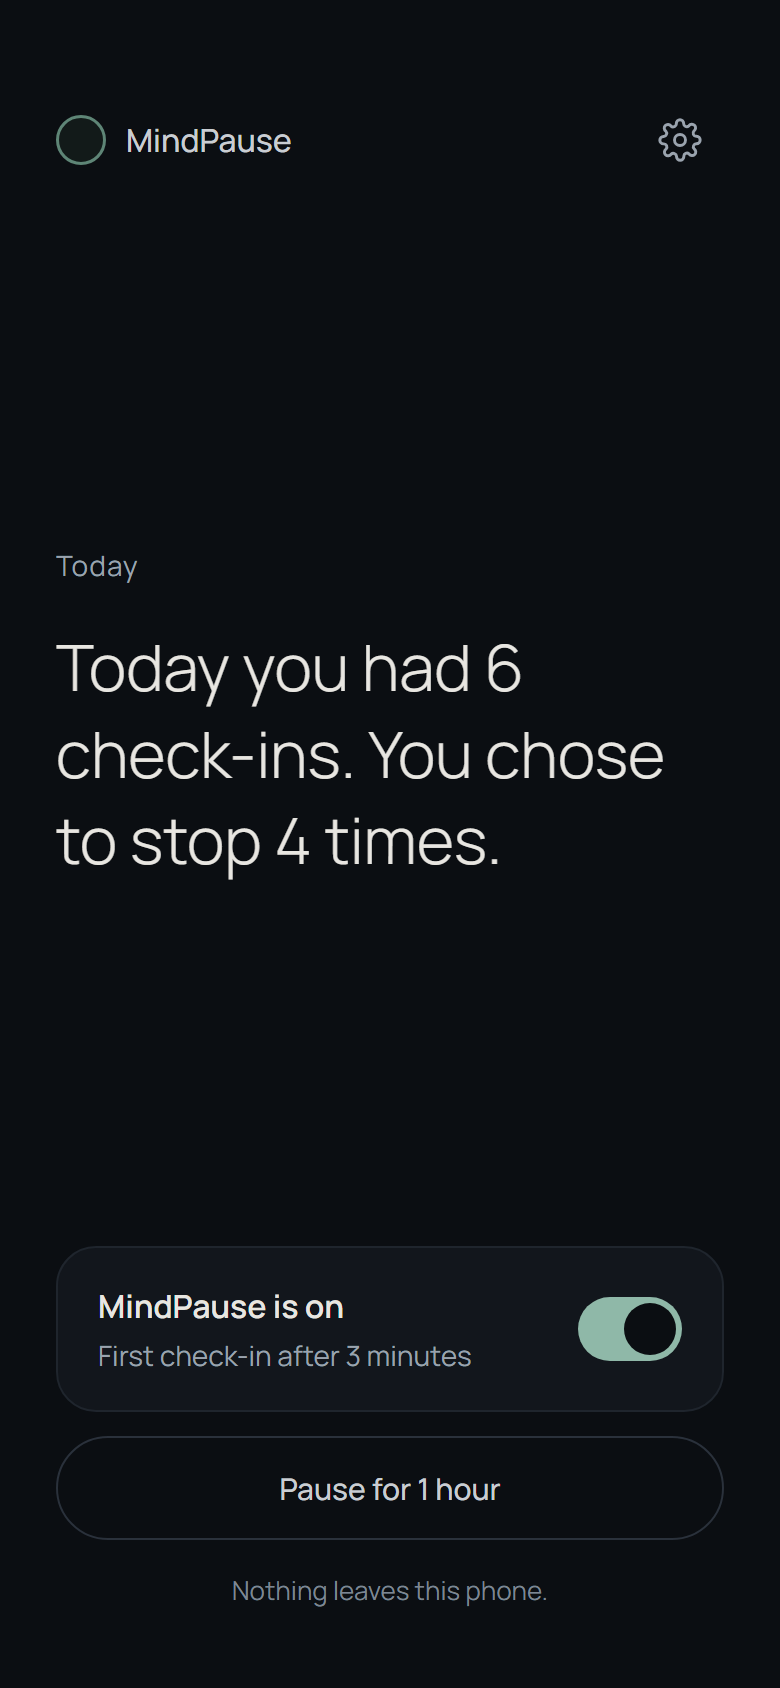 MindPause
Today
Today you had 6
check-ins. You chose
to stop 4 times.
MindPause is on
First check-in after 3 minutes
Pause for 1 hour
Nothing leaves this phone.